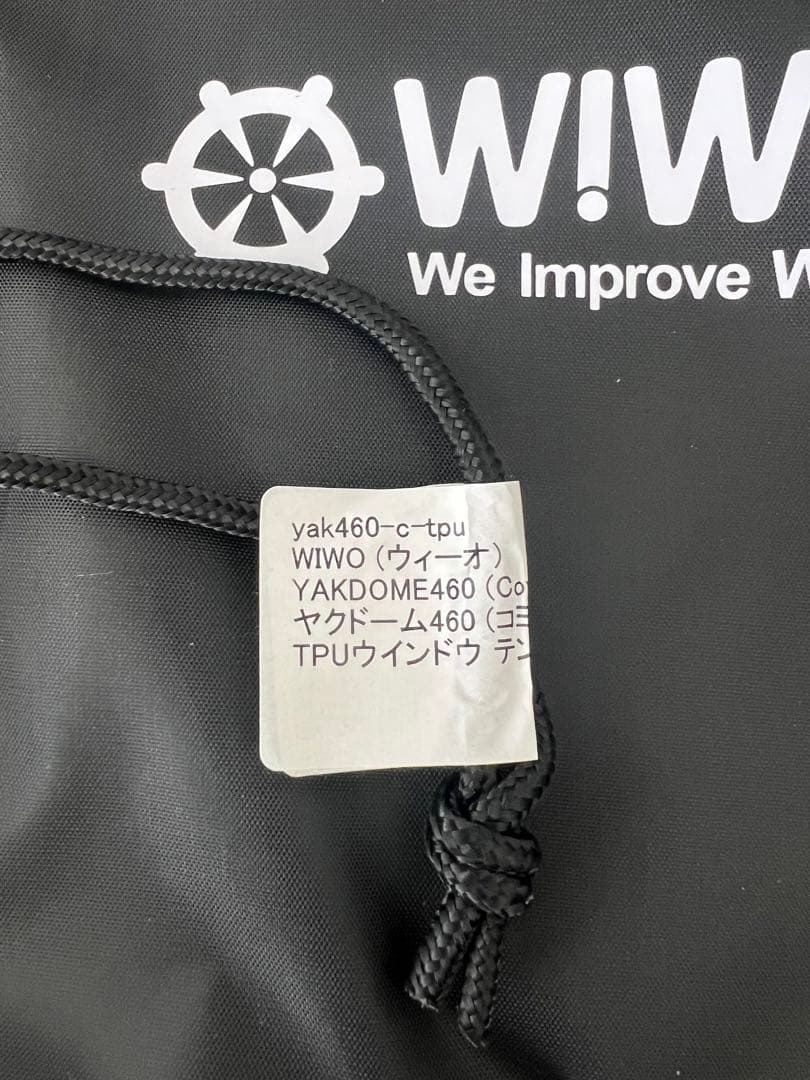 W!W
We Improve W
yak460-c-tpu
WIWO（ウィーオ）
YAKDOME460（Co
ヤクドーム460（コミ
TPUウインドウ テン